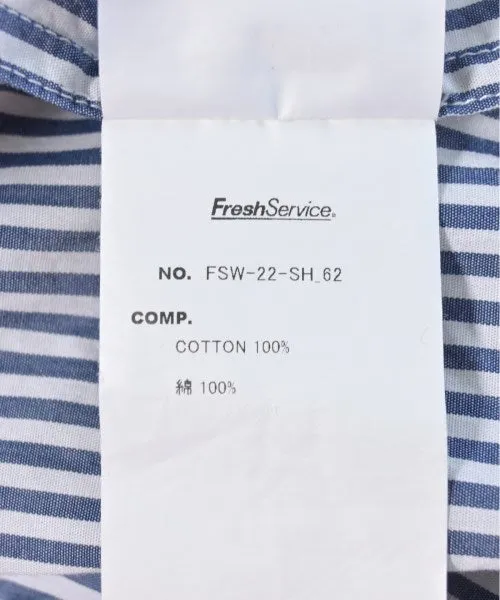 FreshService®
NO. FSW-22-SH_62
COMP.
COTTON 100%
綿 100%